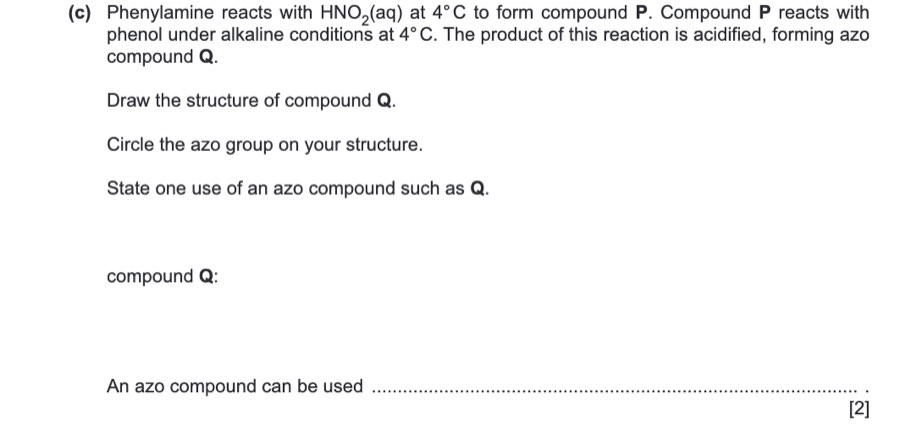 (c) Phenylamine reacts with HNO₂(aq) at 4°C to form compound P. Compound P reacts with
phenol under alkaline conditions at 4°C. The product of this reaction is acidified, forming azo
compound Q.
Draw the structure of compound Q.
Circle the azo group on your structure.
State one use of an azo compound such as Q.
compound Q:
An azo compound can be used ........................................................................................ .
[2]